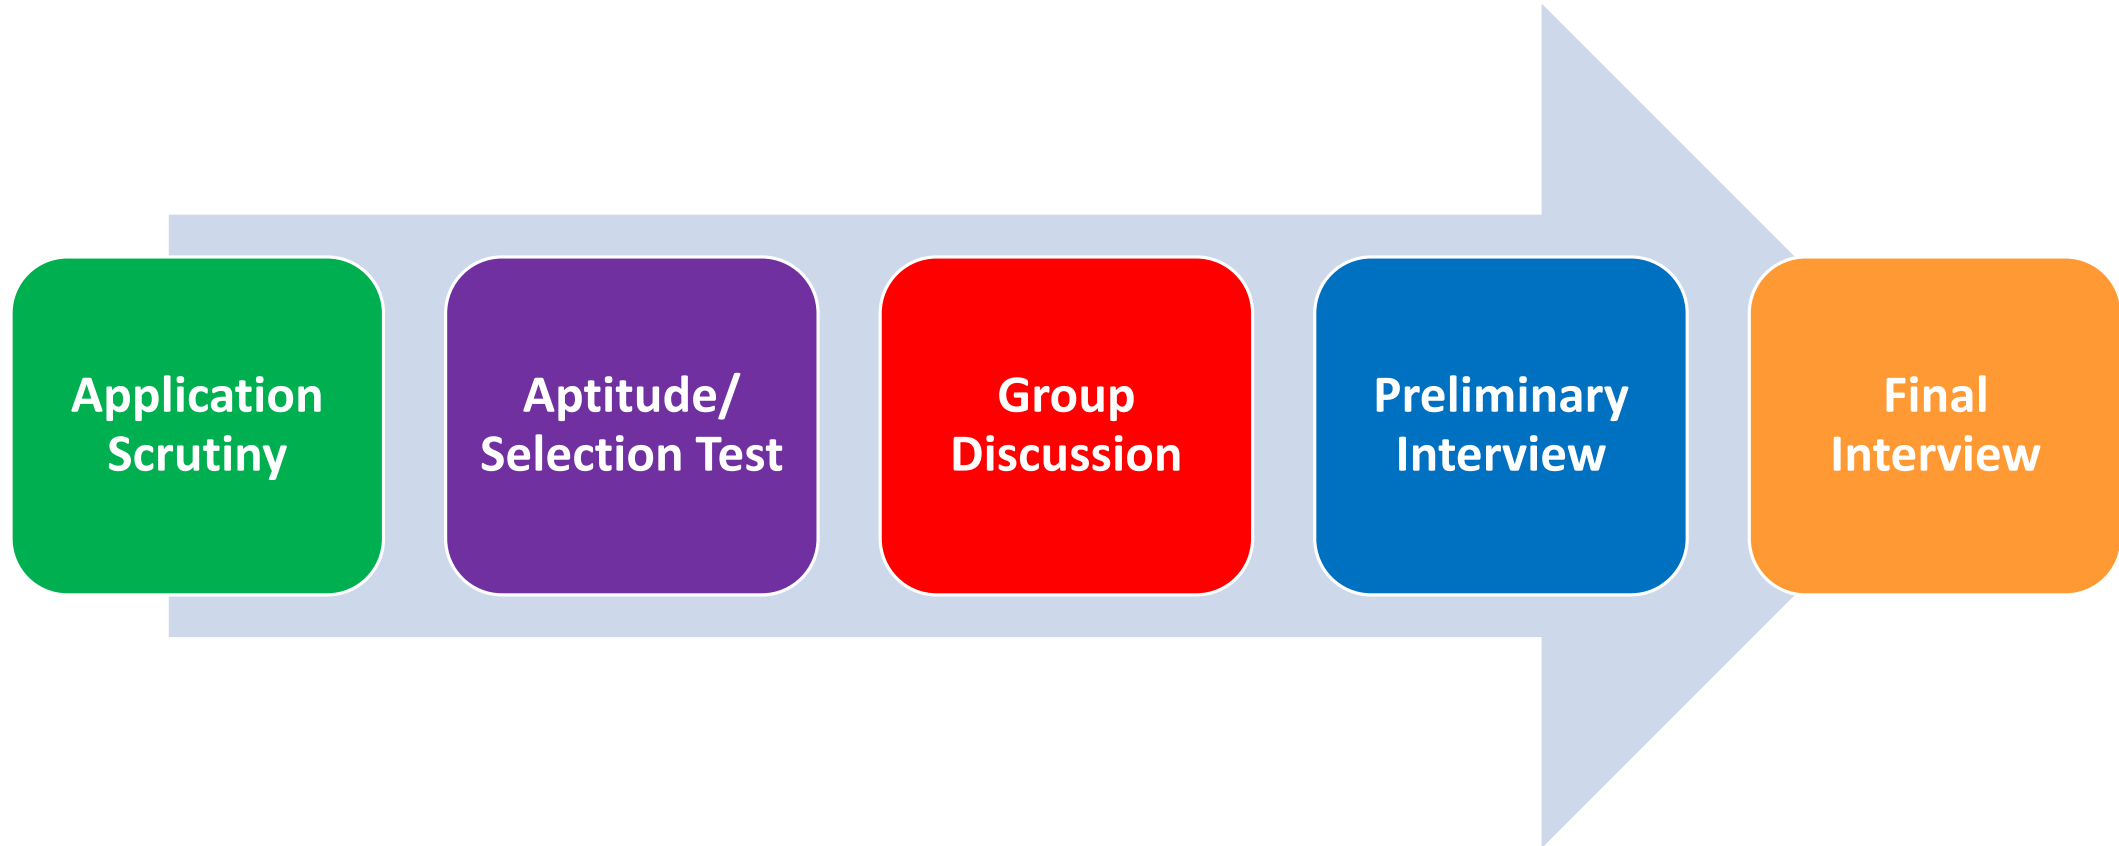 Application
Scrutiny
Aptitude/
Selection Test
Group
Discussion
Preliminary
Interview
Final
Interview